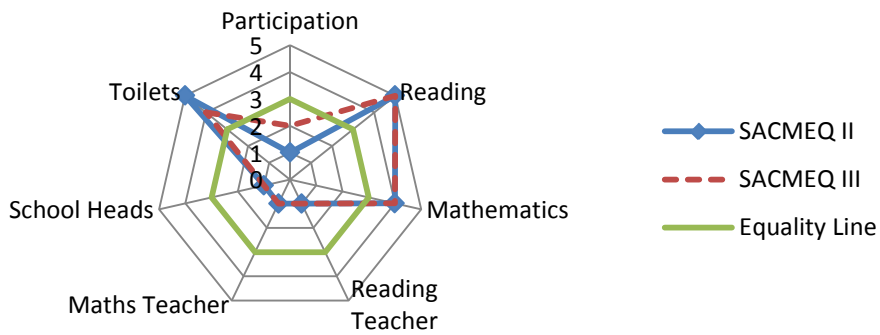 Participation
5
4
3
2
1
0
Toilets
Reading
School Heads
Mathematics
Maths Teacher
Reading
Teacher
SACMEQ II
SACMEQ III
Equality Line